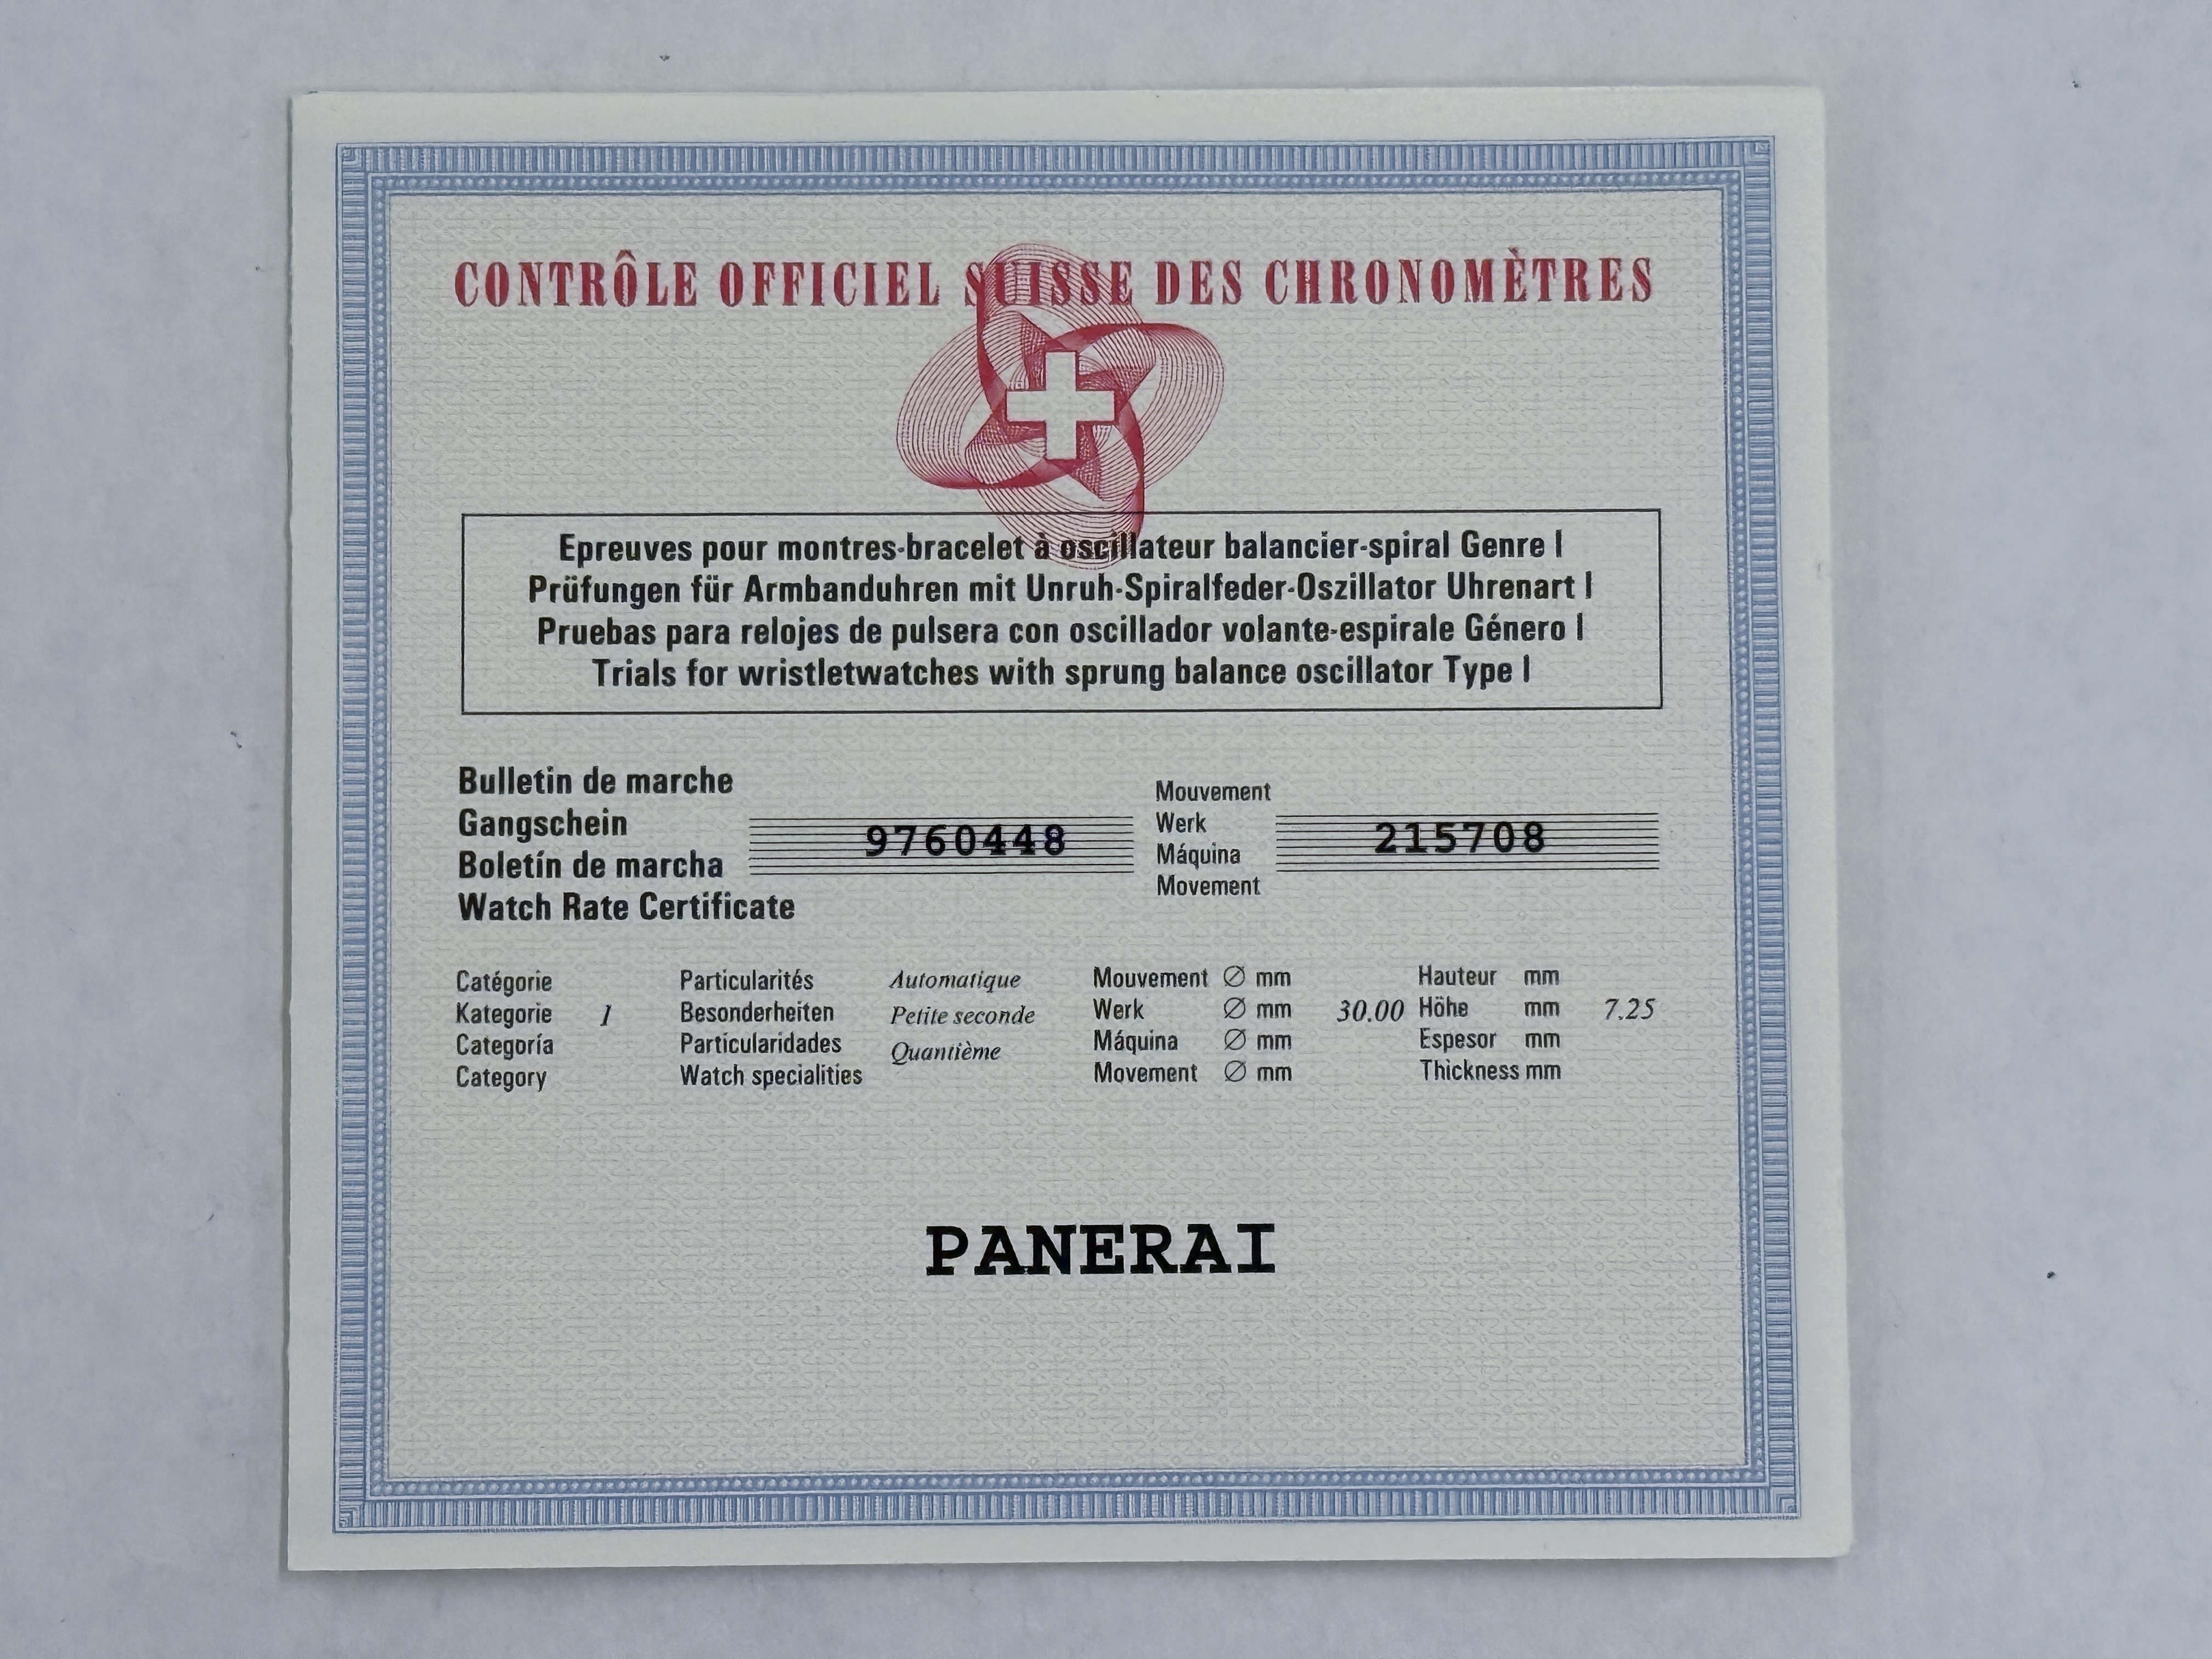 CONTRÔLE OFFICIEL SUISSE DES CHRONOMÈTRES
Epreuves pour montres-bracelet à oscillateur balancier-spiral Genre I
Prüfungen für Armbanduhren mit Unruh-Spiralfeder-Oszillator Uhrenart I
Pruebas para relojes de pulsera con oscillador volante-espirale Género I
Trials for wristletwatches with sprung balance oscillator Type I
Bulletin de marche
Gangschein
Boletín de marcha
Watch Rate Certificate
9760448
Mouvement
Werk
Máquina
Movement
215708
Catégorie
Kategorie
Categoría
Category
1
Particularités
Besonderheiten
Particularidades
Watch specialities
Automatique
Petite seconde
Quantième
Mouvement ∅ mm
Werk ∅ mm
Máquina ∅ mm
Movement ∅ mm
30.00
Hauteur mm
Höhe mm
Espesor mm
Thickness mm
7.25
PANERAI